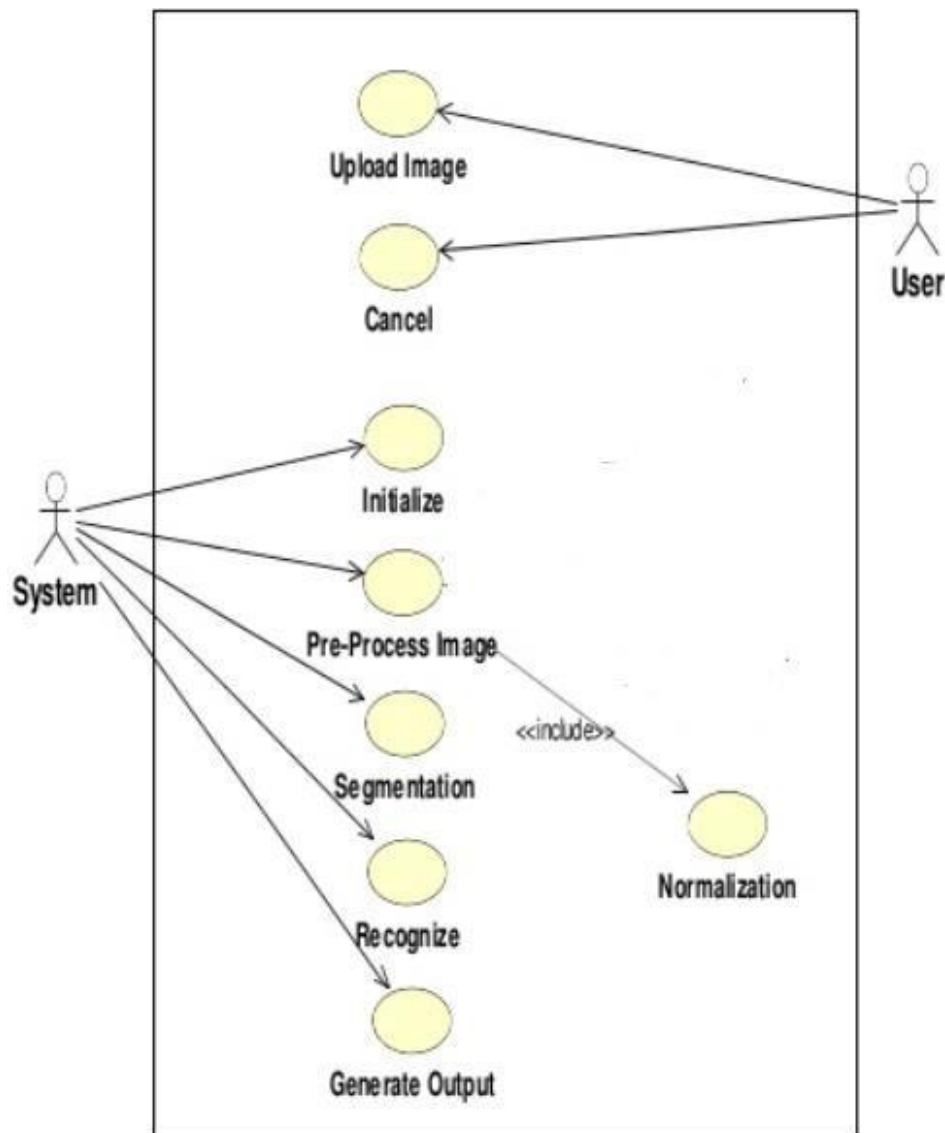 Upload Image
User
Cancel
Initialize
System
Pre-Process Image
<<include>>
Segmentation
Normalization
Recognize
Generate Output